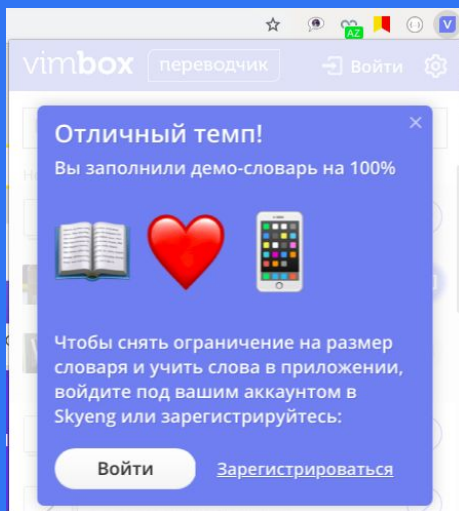 AZ
V
vimbox переводчик Войти
Отличный темп!
Вы заполнили демо-словарь на 100%
Чтобы снять ограничение на размер
словаря и учить слова в приложении,
войдите под вашим аккаунтом в
Skyeng или зарегистрируйтесь:
Войти Зарегистрироваться